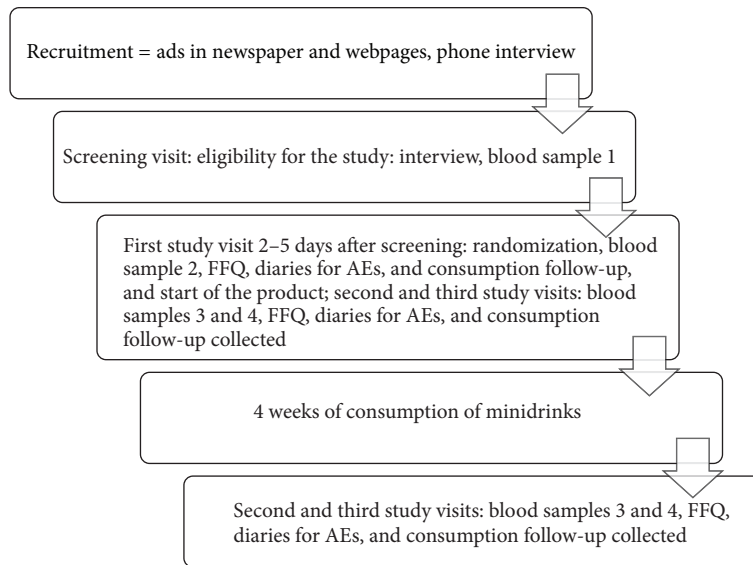 Recruitment = ads in newspaper and webpages, phone interview
Screening visit: eligibility for the study: interview, blood sample 1
First study visit 2–5 days after screening: randomization, blood
sample 2, FFQ, diaries for AEs, and consumption follow-up,
and start of the product; second and third study visits: blood
samples 3 and 4, FFQ, diaries for AEs, and consumption
follow-up collected
4 weeks of consumption of minidrinks
Second and third study visits: blood samples 3 and 4, FFQ,
diaries for AEs, and consumption follow-up collected